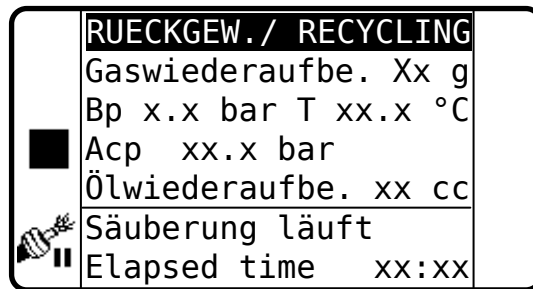 RUECKGEW./ RECYCLING
Gaswiederaufbe. Xx g
Bp x.x bar T xx.x °C
Acp xx.x bar
Ölwiederaufbe. xx cc
Säuberung läuft
Elapsed time xx:xx